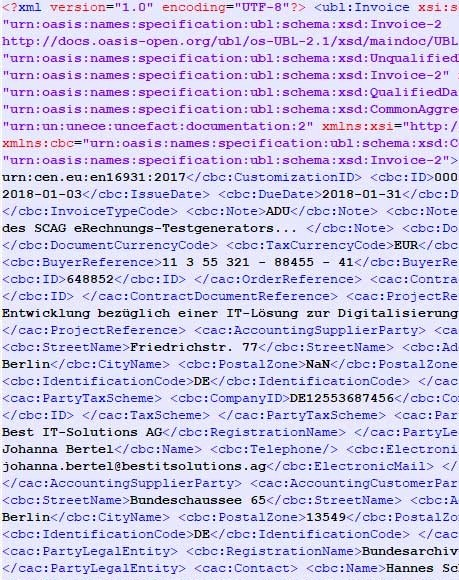 <?xml version="1.0" encoding="UTF-8"?> <ubl:Invoice xsi:s
"urn:oasis:names:specification:ubl:schema:xsd:Invoice-2
http://docs.oasis-open.org/ubl/os-UBL-2.1/xsd/maindoc/UBL
"urn:oasis:names:specification:ubl:schema:xsd:Unqualified
"urn:oasis:names:specification:ubl:schema:xsd:Invoice-2" x
"urn:oasis:names:specification:ubl:schema:xsd:QualifiedDa
"urn:oasis:names:specification:ubl:schema:xsd:CommonAggre
"urn:un:unece:uncefact:documentation:2" xmlns:xsi="http:/
xmlns:cbc="urn:oasis:names:specification:ubl:schema:xsd:C
"urn:oasis:names:specification:ubl:schema:xsd:Invoice-2">
urn:cen.eu:en16931:2017</cbc:CustomizationID> <cbc:ID>000
2018-01-03</cbc:IssueDate> <cbc:DueDate>2018-01-31</cbc:D
</cbc:InvoiceTypeCode> <cbc:Note>ADU</cbc:Note> <cbc:Note
des SCAG eRechnungs-Testgenerators... </cbc:Note> <cbc:Do
</cbc:DocumentCurrencyCode> <cbc:TaxCurrencyCode>EUR</cbc
<cbc:BuyerReference>11 3 55 321 - 88455 - 41</cbc:BuyerRe
<cbc:ID>648852</cbc:ID> </cac:OrderReference> <cac:Contra
</cbc:ID> </cac:ContractDocumentReference> <cac:ProjectRe
Entwicklung bezüglich einer IT-Lösung zur Digitalisierung
</cac:ProjectReference> <cac:AccountingSupplierParty> <ca
<cbc:StreetName>Friedrichstr. 77</cbc:StreetName> <cbc:Ad
Berlin</cbc:CityName> <cbc:PostalZone>NaN</cbc:PostalZone
<cbc:IdentificationCode>DE</cbc:IdentificationCode> </cac
<cac:PartyTaxScheme> <cbc:CompanyID>DE12553687456</cbc:Co
</cbc:ID> </cac:TaxScheme> </cac:PartyTaxScheme> <cac:Par
Best IT-Solutions AG</cbc:RegistrationName> </cac:PartyLe
Johanna Bertel</cbc:Name> <cbc:Telephone/> <cbc:Electroni
johanna.bertel@bestitsolutions.ag</cbc:ElectronicMail> </
</cac:AccountingSupplierParty> <cac:AccountingCustomerPar
<cbc:StreetName>Bundeschaussee 65</cbc:StreetName> <cbc:A
Berlin</cbc:CityName> <cbc:PostalZone>13549</cbc:PostalZo
<cbc:IdentificationCode>DE</cbc:IdentificationCode> </cac
</cac:PartyLegalEntity> <cbc:RegistrationName>Bundesarchiv
</cac:PartyLegalEntity> <cac:Contact> <cbc:Name>Hannes Sc